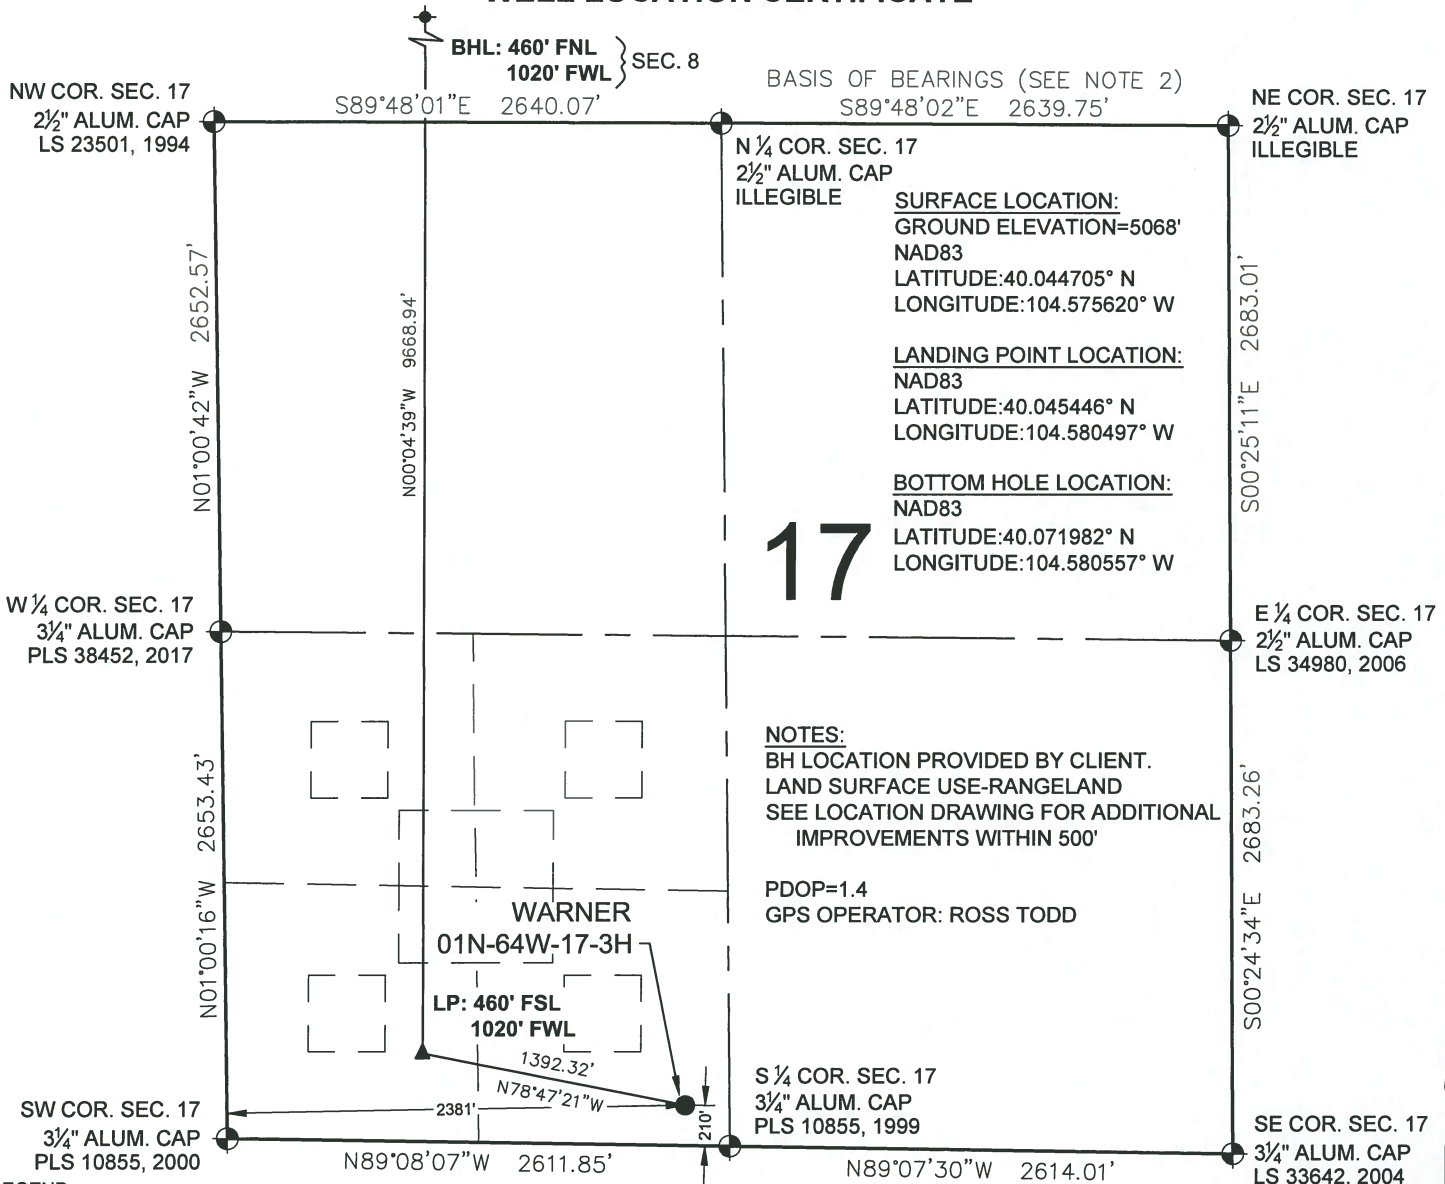 BHL: 460' FNL
1020' FWL
SEC. 8
BASIS OF BEARINGS (SEE NOTE 2)
S89°48'01"E 2640.07'
S89°48'02"E 2639.75'
NW COR. SEC. 17
2½" ALUM. CAP
LS 23501, 1994
N ¼ COR. SEC. 17
2½" ALUM. CAP
ILLEGIBLE
NE COR. SEC. 17
2½" ALUM. CAP
ILLEGIBLE
SURFACE LOCATION:
GROUND ELEVATION=5068'
NAD83
LATITUDE:40.044705° N
LONGITUDE:104.575620° W
LANDING POINT LOCATION:
NAD83
LATITUDE:40.045446° N
LONGITUDE:104.580497° W
BOTTOM HOLE LOCATION:
NAD83
LATITUDE:40.071982° N
LONGITUDE:104.580557° W
N01°00'42"W 2652.57'
N00°04'39"W 9668.94'
S00°25'11"E 2683.01'
17
W ¼ COR. SEC. 17
3¼" ALUM. CAP
PLS 38452, 2017
E ¼ COR. SEC. 17
2½" ALUM. CAP
LS 34980, 2006
NOTES:
BH LOCATION PROVIDED BY CLIENT.
LAND SURFACE USE-RANGELAND
SEE LOCATION DRAWING FOR ADDITIONAL
IMPROVEMENTS WITHIN 500'
PDOP=1.4
GPS OPERATOR: ROSS TODD
N01°00'16"W 2653.43'
S00°24'34"E 2683.26'
WARNER
01N-64W-17-3H
LP: 460' FSL
1020' FWL
1392.32'
N78°47'21"W
2381'
210'
SW COR. SEC. 17
3¼" ALUM. CAP
PLS 10855, 2000
S ¼ COR. SEC. 17
3¼" ALUM. CAP
PLS 10855, 1999
SE COR. SEC. 17
3¼" ALUM. CAP
LS 33642, 2004
N89°08'07"W 2611.85'
N89°07'30"W 2614.01'